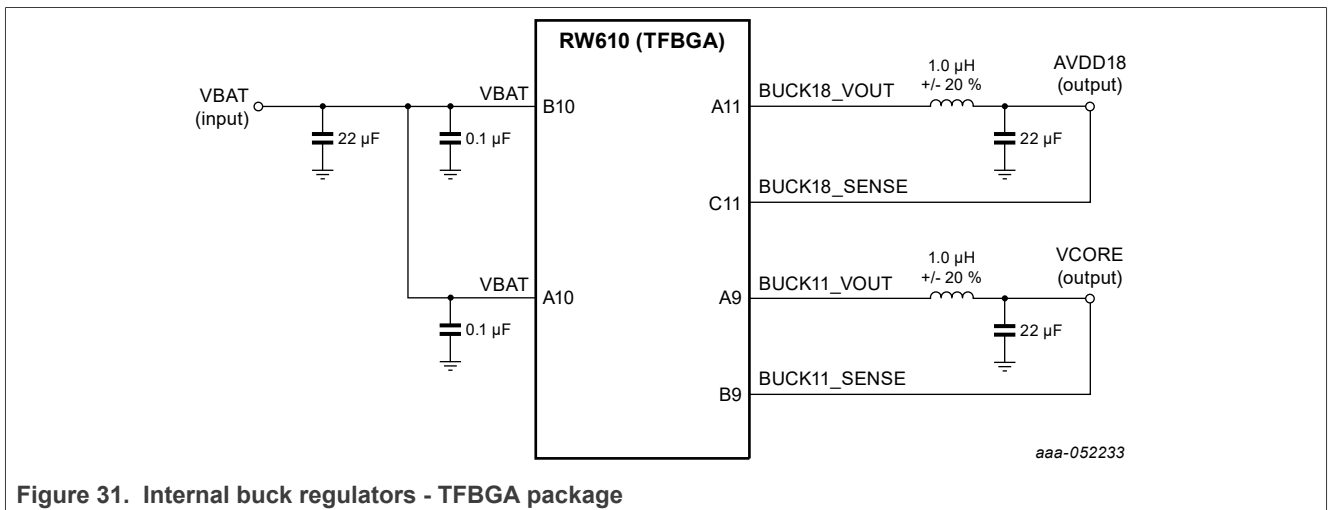 RW610 (TFBGA)
VBAT
(input)
22 µF
VBAT
B10
0.1 µF
VBAT
A10
0.1 µF
A11
BUCK18_VOUT
1.0 µH
+/- 20 %
AVDD18
(output)
22 µF
C11
BUCK18_SENSE
A9
BUCK11_VOUT
1.0 µH
+/- 20 %
VCORE
(output)
22 µF
B9
BUCK11_SENSE
aaa-052233
Figure 31. Internal buck regulators - TFBGA package